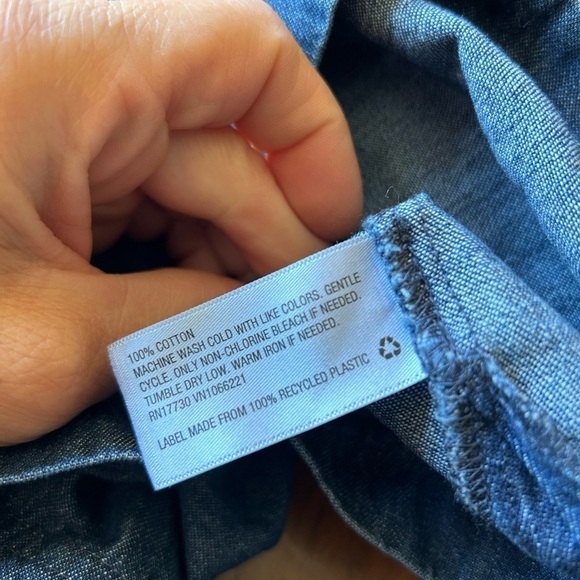 100% COTTON
MACHINE WASH COLD WITH LIKE COLORS. GENTLE
CYCLE. ONLY NON-CHLORINE BLEACH IF NEEDED.
TUMBLE DRY LOW. WARM IRON IF NEEDED.
RN17730 VN1066221
LABEL MADE FROM 100% RECYCLED PLASTIC